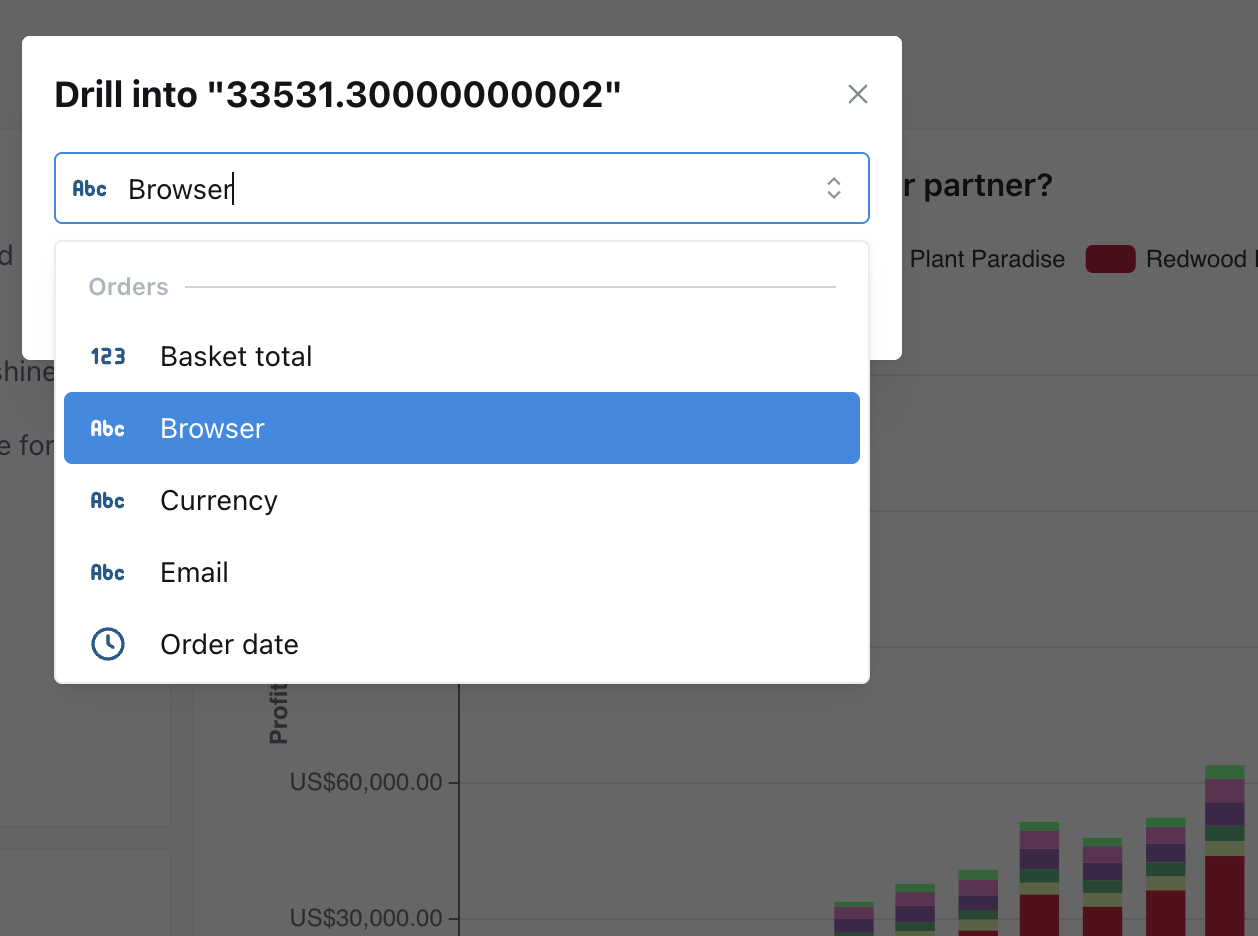 Drill into "33531.30000000002"
Abc Browser
r partner?
d
Plant Paradise Redwood
Orders
123 Basket total
shine
Abc Browser
e for
Abc Currency
Abc Email
Order date
Profit
US$60,000.00
US$30,000.00